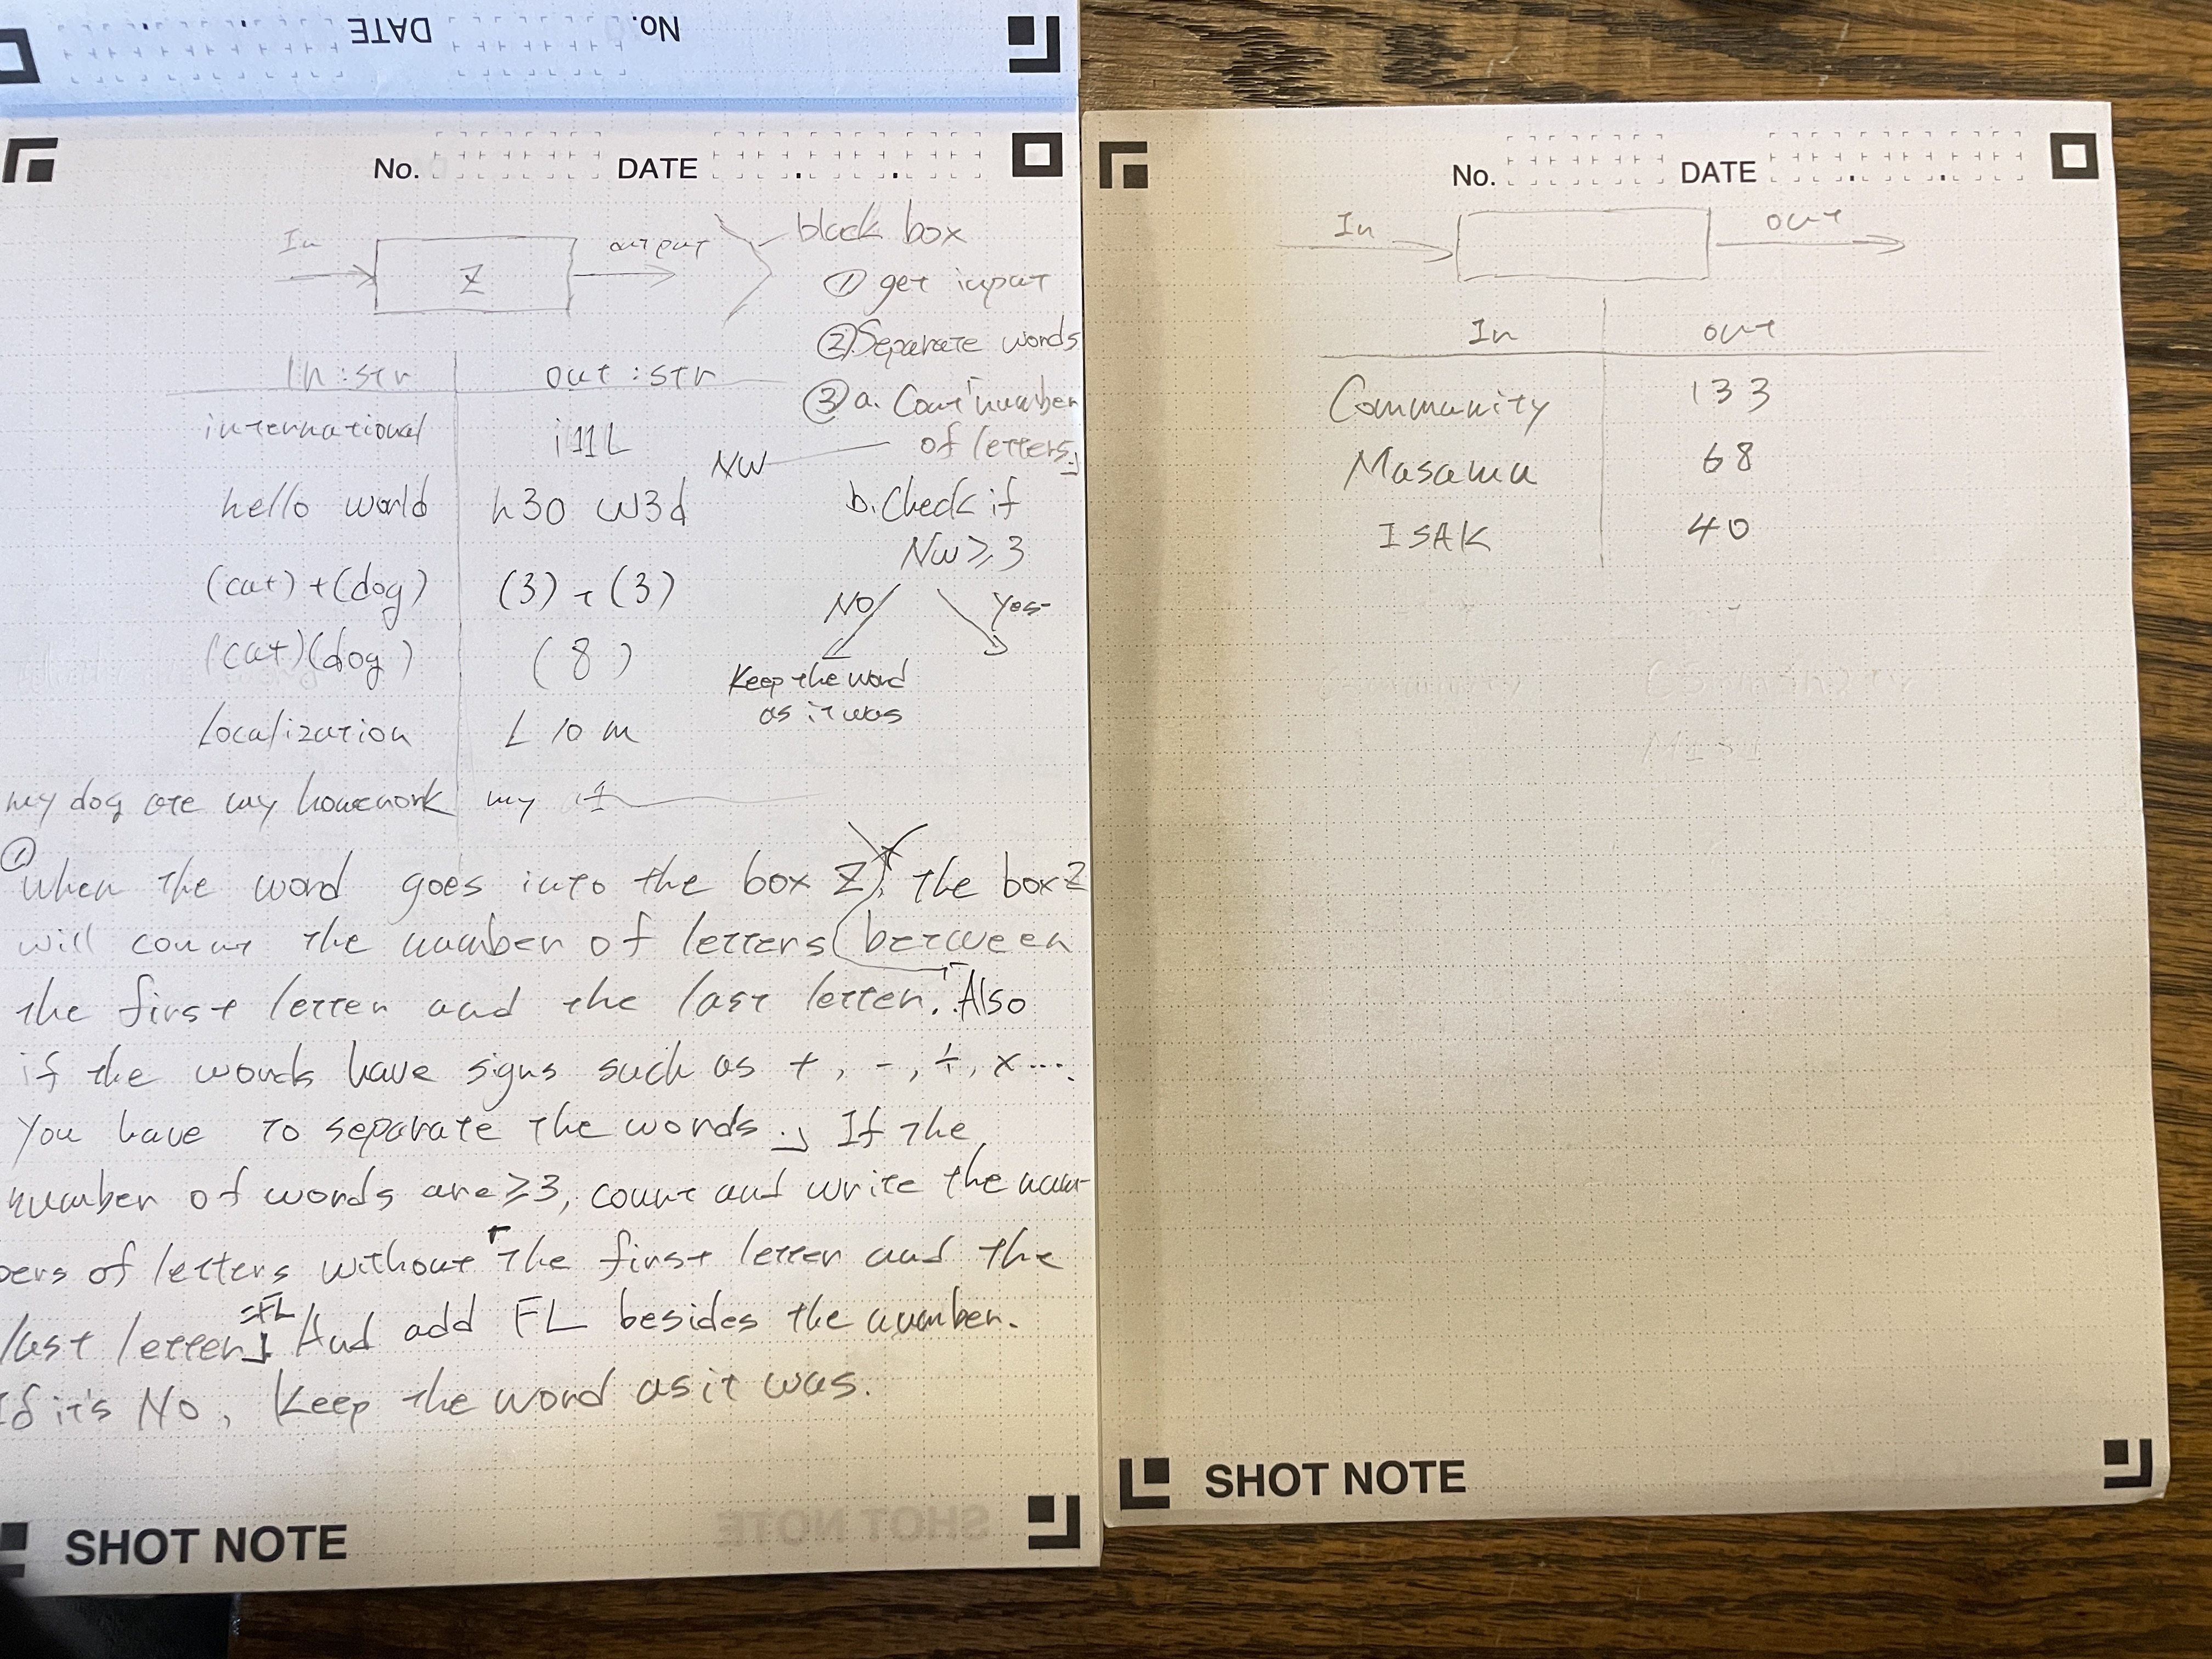 No. DATE
No. DATE
In Z output
black box
① get input
② Separate words
③ a. Count number
of letters
NW
b. Check if
Nw ≥ 3
No Yes
Keep the word
as it was
In : str out : str
international i11L
hello world h3o w3d
(cat)+(dog) (3)+(3)
(cat)(dog) (8)
Localization L10n
my dog ate my homework my 1
① When the word goes into the box Z, the box Z
will count the number of letters (between
the first letter and the last letter. Also
if the words have signs such as +, -, ÷, × ....
You have to separate the words. If the
number of words are ≥3, count and write the num-
bers of letters without the first letter and the
last letter =FL And add FL besides the number.
If it's No, Keep the word as it was.
SHOT NOTE
No. DATE
In out
In out
Community 133
Masamu 68
ISAK 40
SHOT NOTE